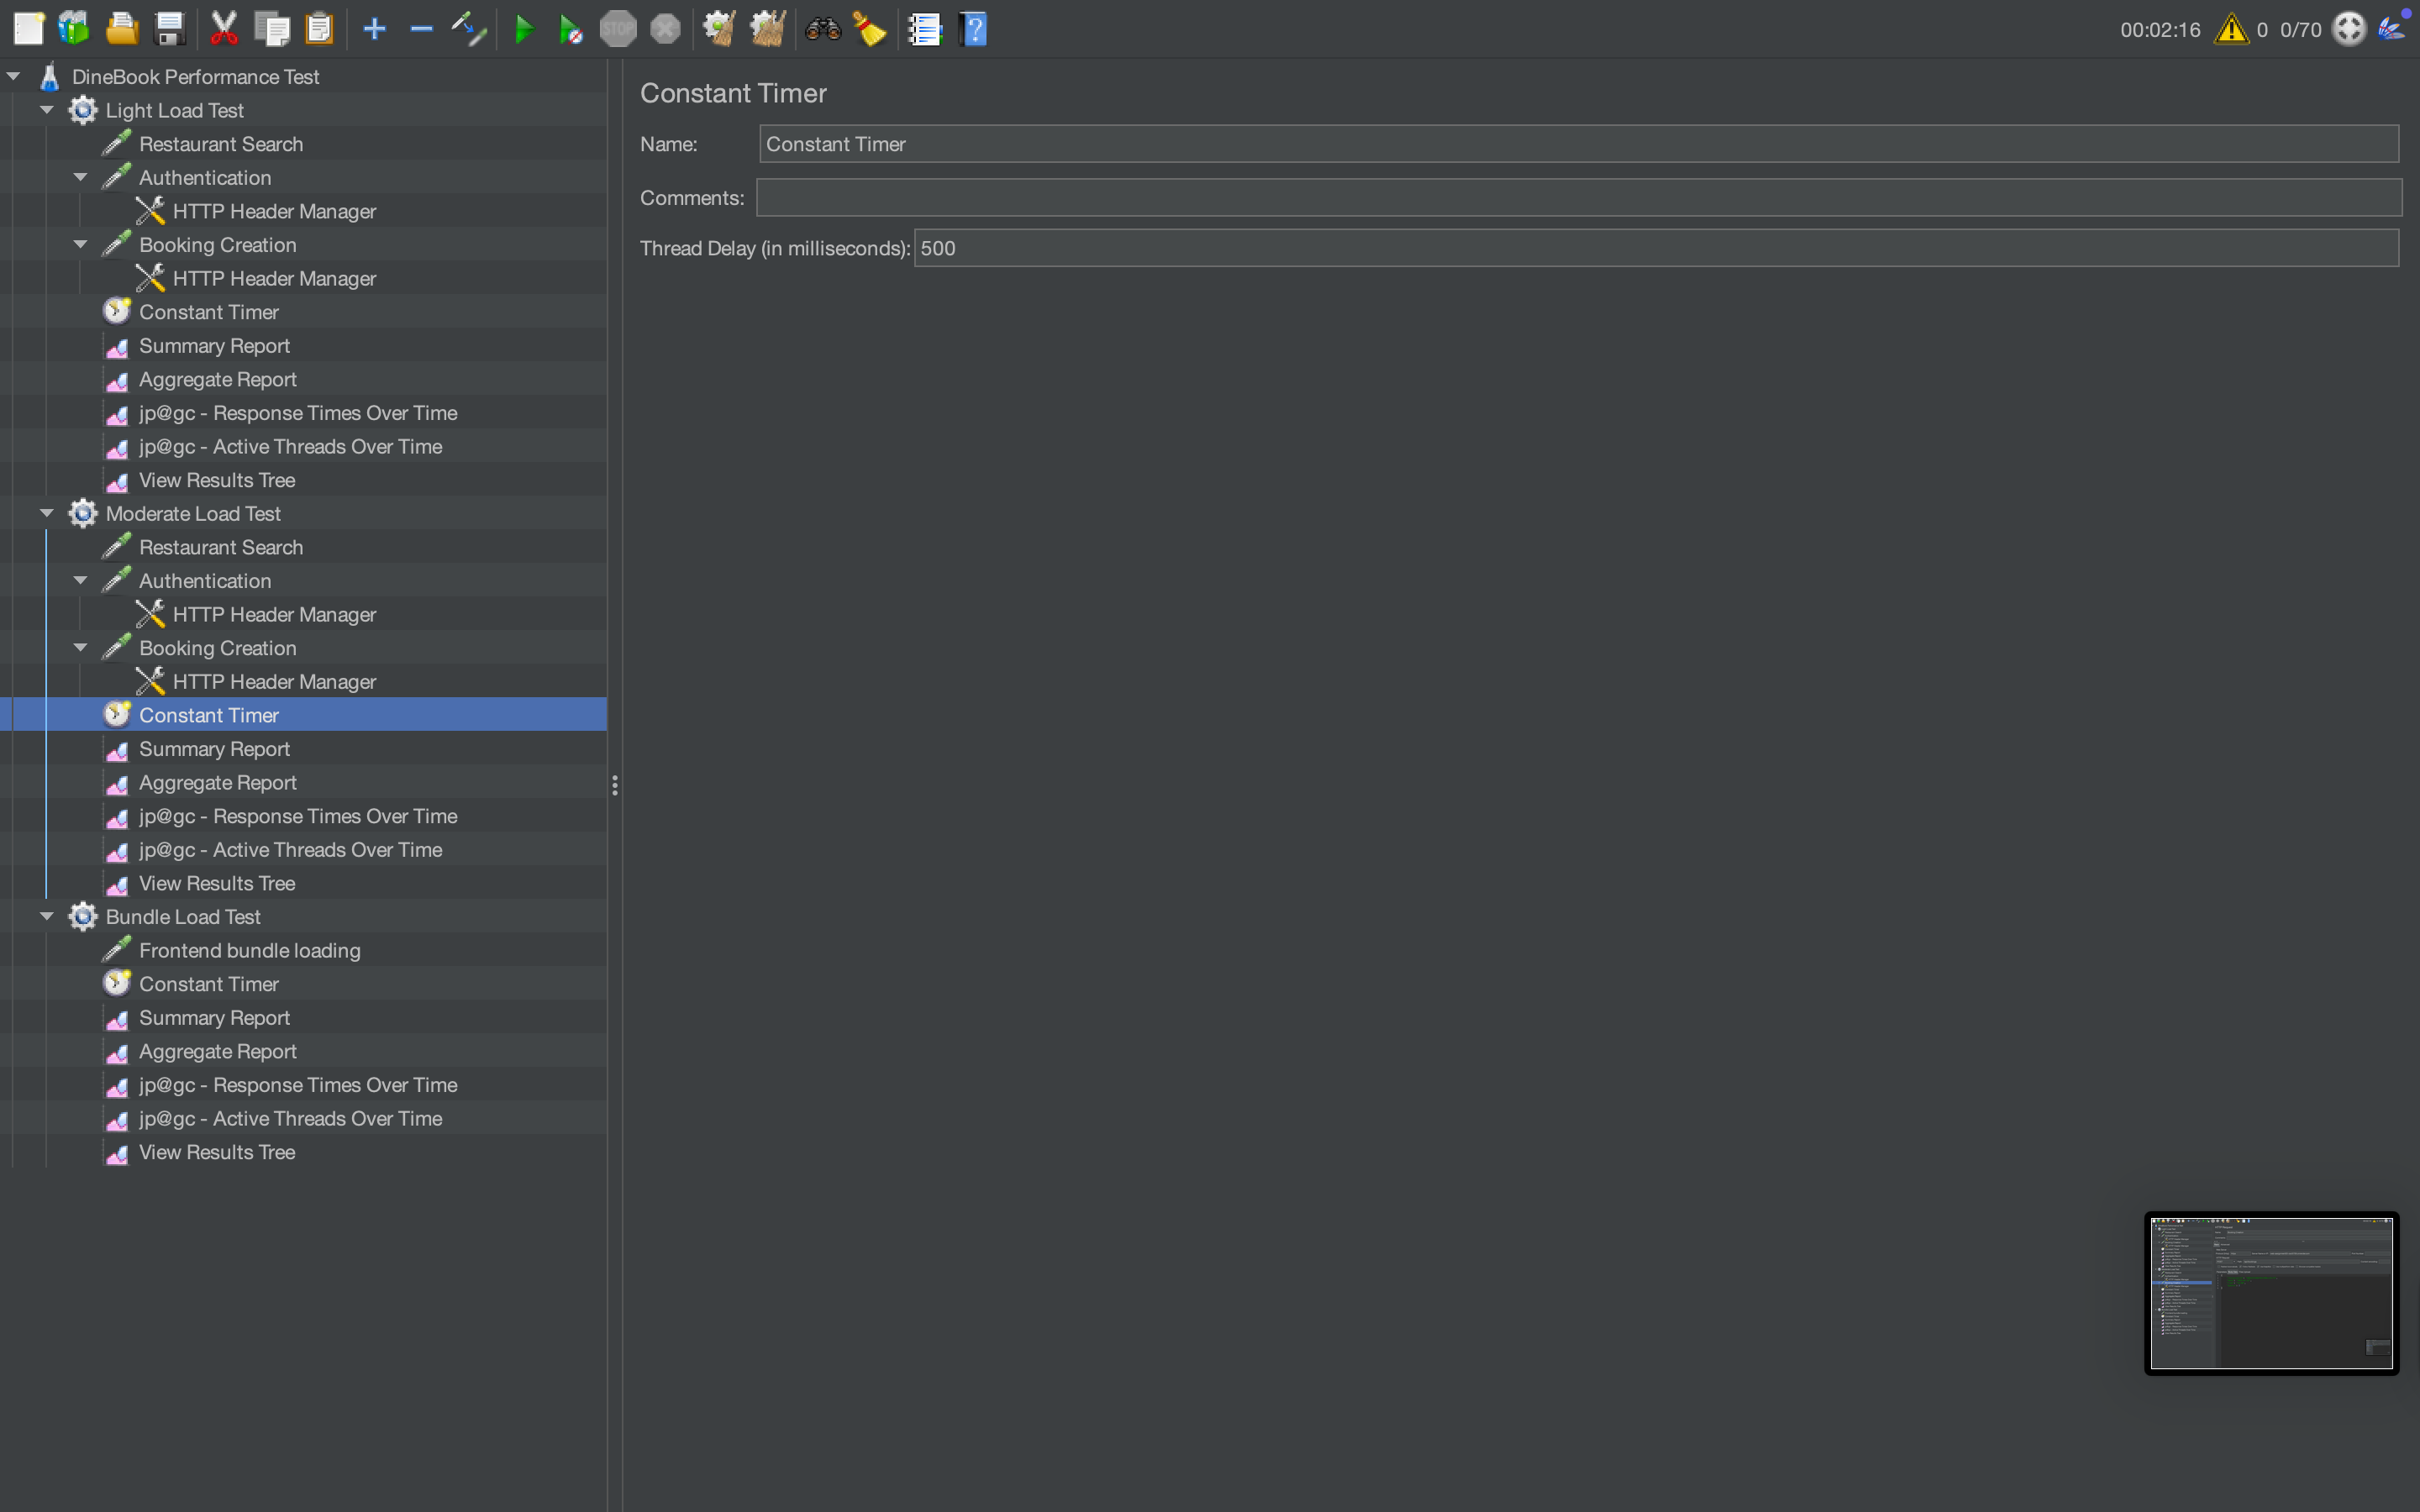 STOP
00:02:16 0 0/70
DineBook Performance Test
Light Load Test
Restaurant Search
Authentication
HTTP Header Manager
Booking Creation
HTTP Header Manager
Constant Timer
Summary Report
Aggregate Report
jp@gc - Response Times Over Time
jp@gc - Active Threads Over Time
View Results Tree
Moderate Load Test
Restaurant Search
Authentication
HTTP Header Manager
Booking Creation
HTTP Header Manager
Constant Timer
Summary Report
Aggregate Report
jp@gc - Response Times Over Time
jp@gc - Active Threads Over Time
View Results Tree
Bundle Load Test
Frontend bundle loading
Constant Timer
Summary Report
Aggregate Report
jp@gc - Response Times Over Time
jp@gc - Active Threads Over Time
View Results Tree
Constant Timer
Name: Constant Timer
Comments:
Thread Delay (in milliseconds): 500